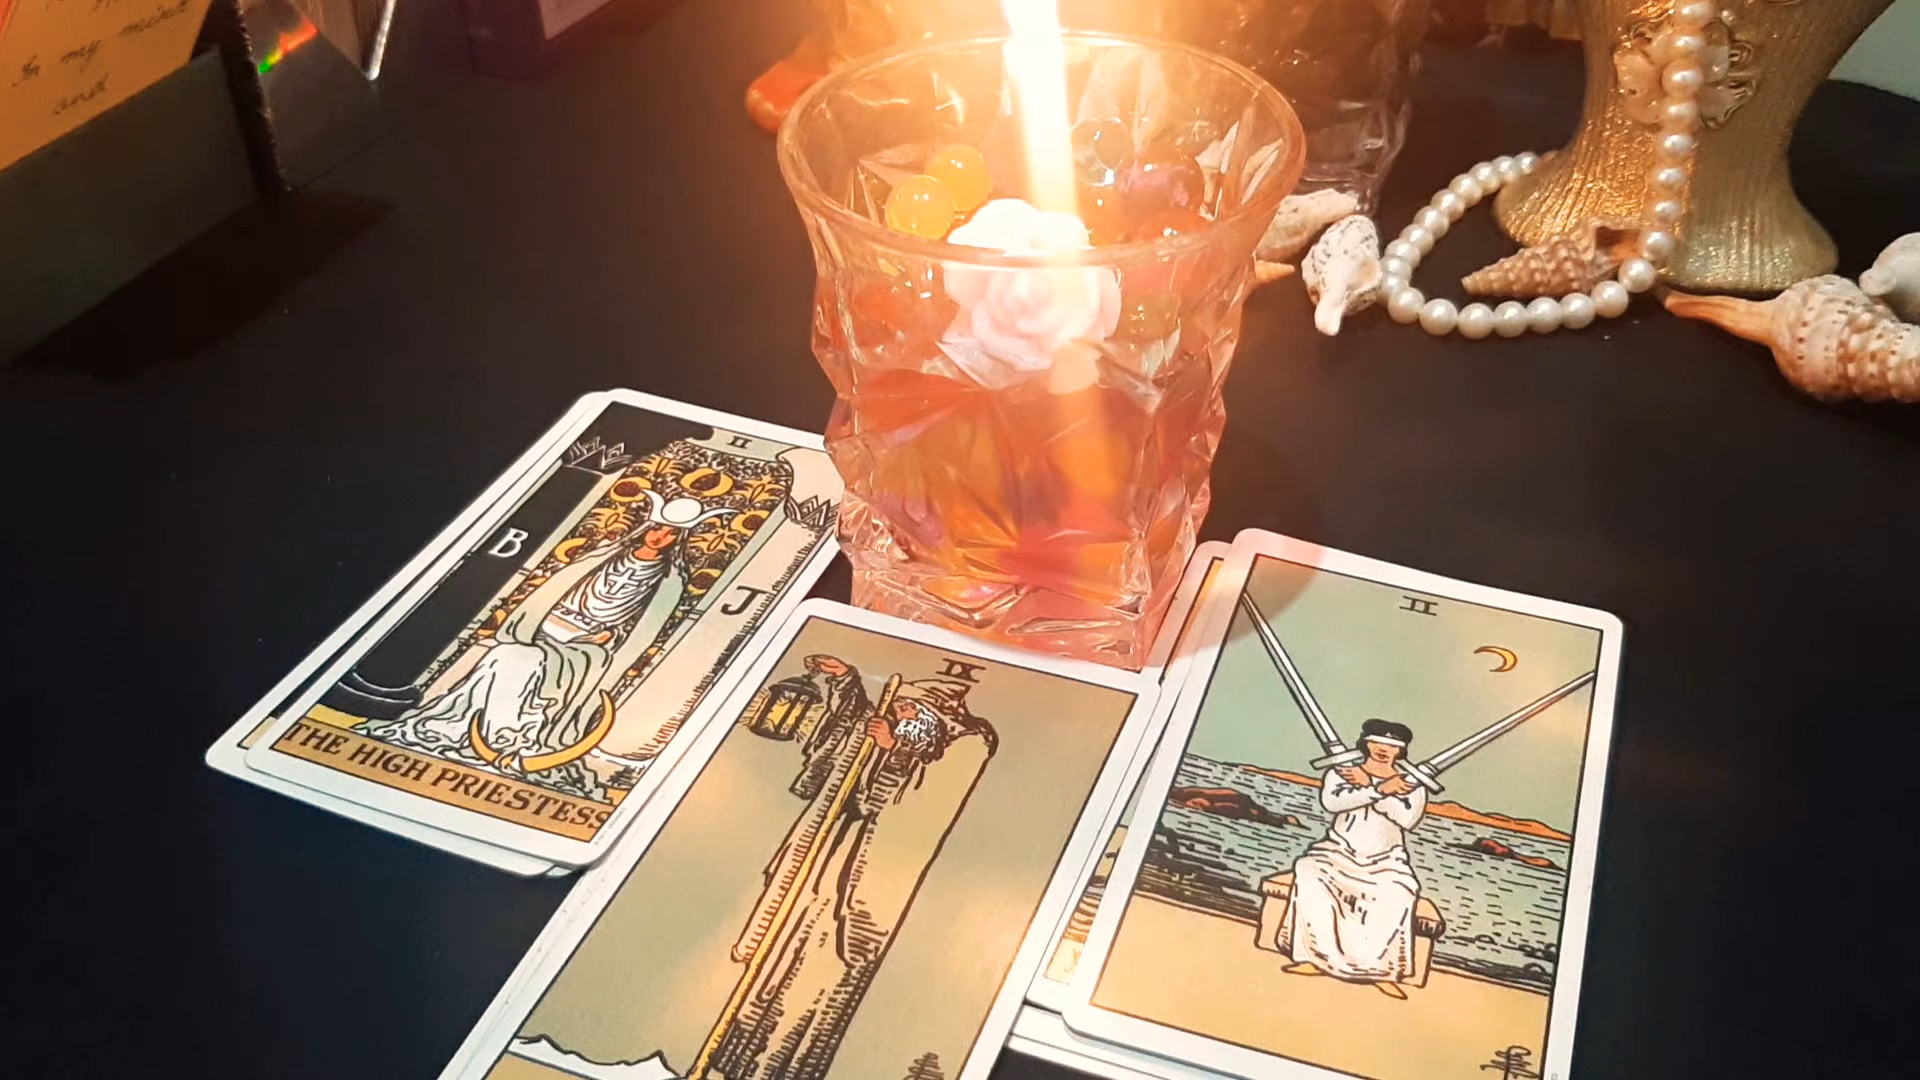 In my
and
II
B
J
THE HIGH PRIESTESS
IX
II